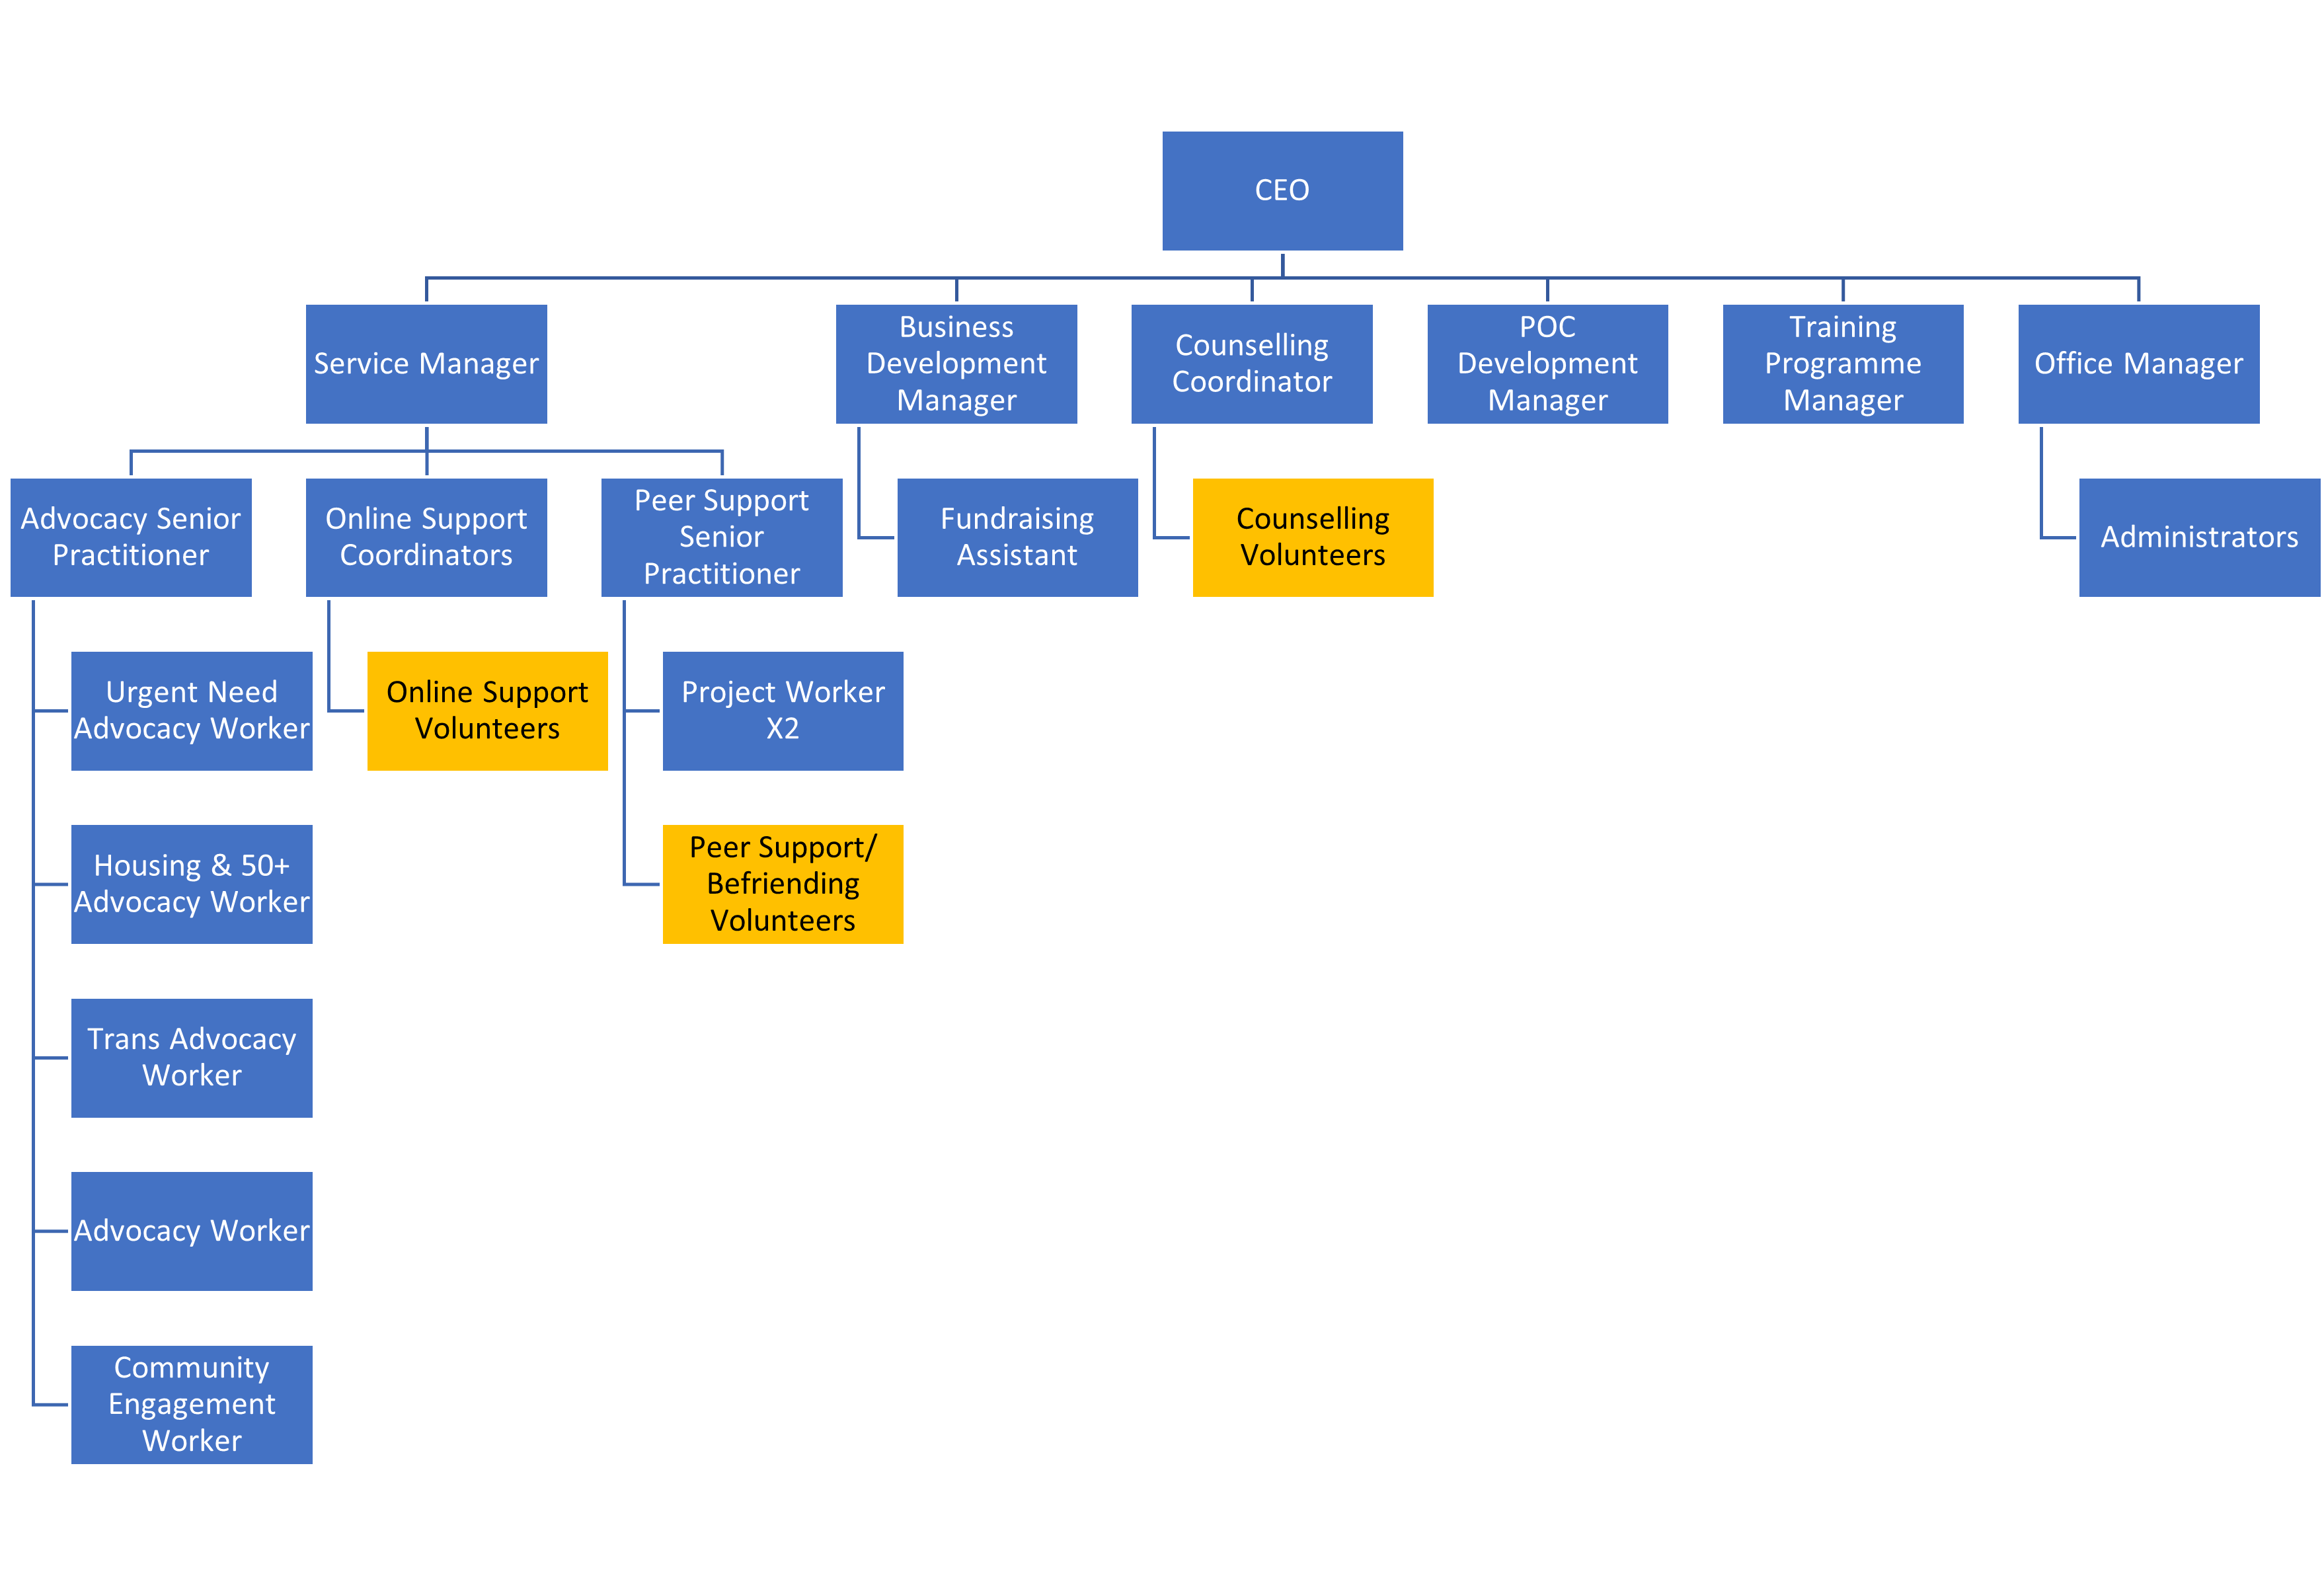 CEO
Service Manager
Business
Development
Manager
Counselling
Coordinator
POC
Development
Manager
Training
Programme
Manager
Office Manager
Advocacy Senior
Practitioner
Online Support
Coordinators
Peer Support
Senior
Practitioner
Fundraising
Assistant
Counselling
Volunteers
Administrators
Urgent Need
Advocacy Worker
Online Support
Volunteers
Project Worker
X2
Housing & 50+
Advocacy Worker
Peer Support/
Befriending
Volunteers
Trans Advocacy
Worker
Advocacy Worker
Community
Engagement
Worker